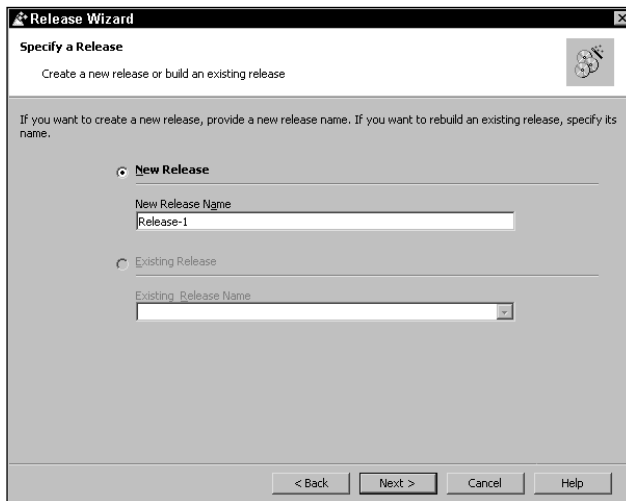 Release Wizard
Specify a Release
Create a new release or build an existing release
If you want to create a new release, provide a new release name. If you want to rebuild an existing release, specify its
name.
New Release
New Release Name
Release-1
Existing Release
Existing Release Name
< Back
Next >
Cancel
Help